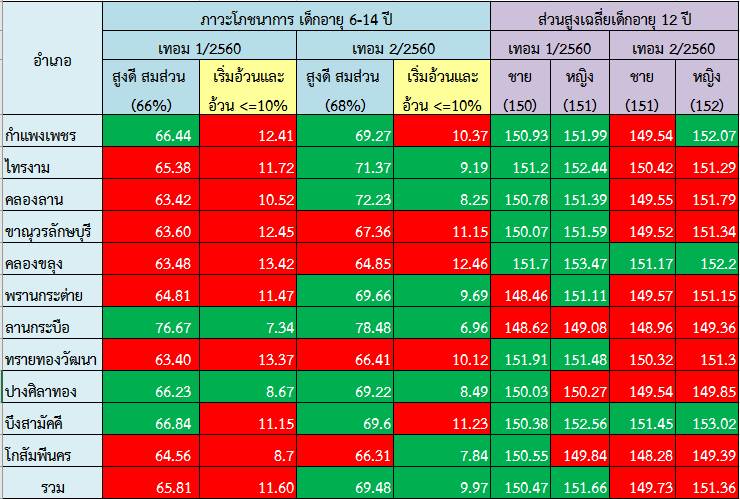 อำเภอ ภาวะโภชนาการ เด็กอายุ 6-14 ปี ส่วนสูงเฉลี่ยเด็กอายุ 12 ปี
เทอม 1/2560 เทอม 2/2560 เทอม 1/2560 เทอม 2/2560
สูงดี สมส่วน เริ่มอ้วนและ สูงดี สมส่วน เริ่มอ้วนและ ชาย หญิง ชาย หญิง
(66%) อ้วน <=10% (68%) อ้วน <=10% (150) (151) (151) (152)
กำแพงเพชร 66.44 12.41 69.27 10.37 150.93 151.99 149.54 152.07
ไทรงาม 65.38 11.72 71.37 9.19 151.2 152.44 150.42 151.29
คลองลาน 63.42 10.52 72.23 8.25 150.78 151.39 149.55 151.79
ขาณุวรลักษบุรี 63.60 12.45 67.36 11.15 150.07 151.59 149.52 151.34
คลองขลุง 63.48 13.42 64.85 12.46 151.7 153.47 151.17 152.2
พรานกระต่าย 64.81 11.47 69.66 9.69 148.46 151.11 149.57 151.15
ลานกระบือ 76.67 7.34 78.48 6.96 148.62 149.08 148.96 149.36
ทรายทองวัฒนา 63.40 13.37 66.41 10.12 151.91 151.48 150.32 151.3
ปางศิลาทอง 66.23 8.67 69.22 8.49 150.03 150.27 149.54 149.85
บึงสามัคคี 66.84 11.15 69.6 11.23 150.38 152.56 151.45 153.02
โกสัมพีนคร 64.56 8.7 66.31 7.84 150.55 149.84 148.28 149.39
รวม 65.81 11.60 69.48 9.97 150.47 151.66 149.73 151.36